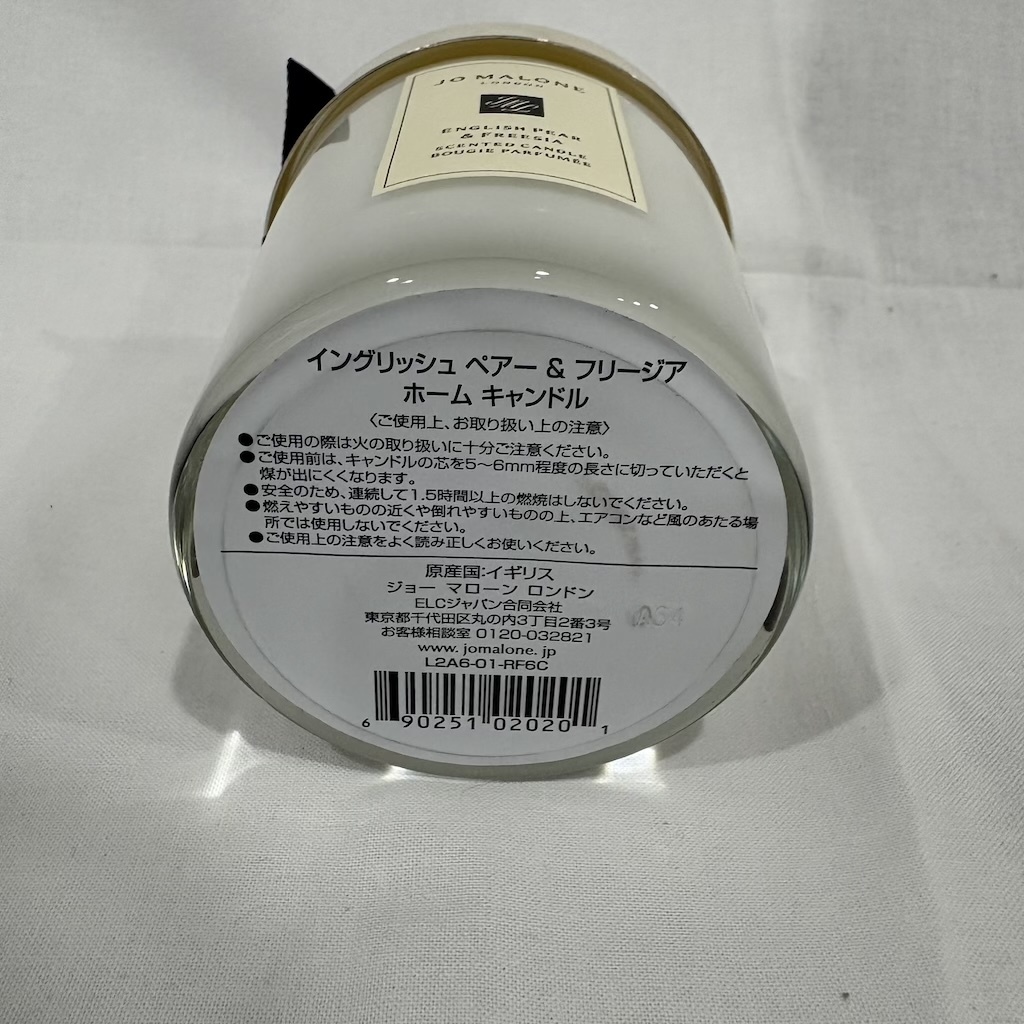 JO MALONE
LONDON
ENGLISH PEAR
& FREESIA
SCENTED CANDLE
BOUGIE PARFUMÉE
イングリッシュ ペアー & フリージア
ホーム キャンドル
〈ご使用上、お取り扱い上の注意〉
●ご使用の際は火の取り扱いに十分ご注意ください。
●ご使用前は、キャンドルの芯を5～6mm程度の長さに切っていただくと
煤が出にくくなります。
●安全のため、連続して1.5時間以上の燃焼はしないでください。
●燃えやすいものの近くや倒れやすいものの上、エアコンなど風のあたる場
所では使用しないでください。
●ご使用上の注意をよく読み正しくお使いください。
原産国:イギリス
ジョー マローン ロンドン
ELCジャパン合同会社
東京都千代田区丸の内3丁目2番3号
お客様相談室 0120-032821
www.jomalone.jp
L2A6-01-RF6C
6 90251 02020 1